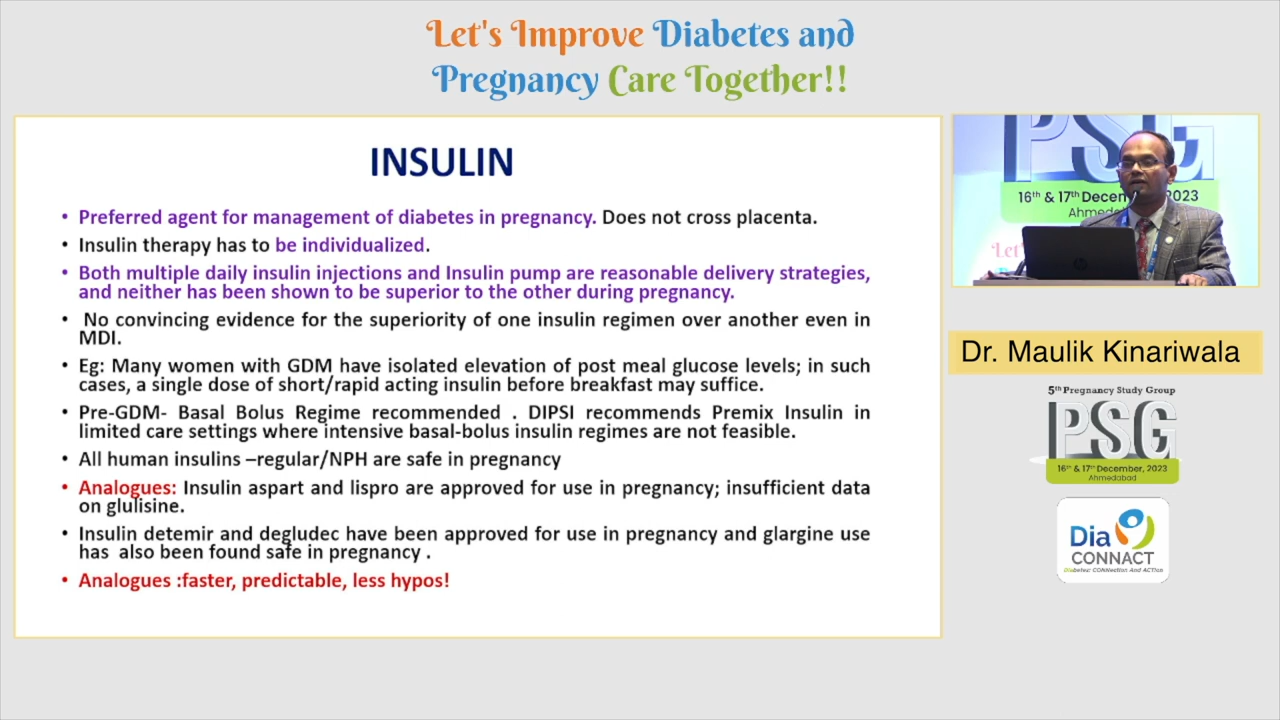 Let's Improve Diabetes and
Pregnancy Care Together!!
INSULIN
• Preferred agent for management of diabetes in pregnancy. Does not cross placenta.
• Insulin therapy has to be individualized.
• Both multiple daily insulin injections and Insulin pump are reasonable delivery strategies,
and neither has been shown to be superior to the other during pregnancy.
• No convincing evidence for the superiority of one insulin regimen over another even in
MDI.
• Eg: Many women with GDM have isolated elevation of post meal glucose levels; in such
cases, a single dose of short/rapid acting insulin before breakfast may suffice.
• Pre-GDM- Basal Bolus Regime recommended . DIPSI recommends Premix Insulin in
limited care settings where intensive basal-bolus insulin regimes are not feasible.
• All human insulins –regular/NPH are safe in pregnancy
• Analogues: Insulin aspart and lispro are approved for use in pregnancy; insufficient data
on glulisine.
• Insulin detemir and degludec have been approved for use in pregnancy and glargine use
has also been found safe in pregnancy .
• Analogues :faster, predictable, less hypos!
PSG
16th & 17th Decem 2023
Ahmeda
Let
Dr. Maulik Kinariwala
5th Pregnancy Study Group
PSG
16th & 17th December, 2023
Ahmedabad
Dia
CONNACT
Diabetes: CONNection And ACTion